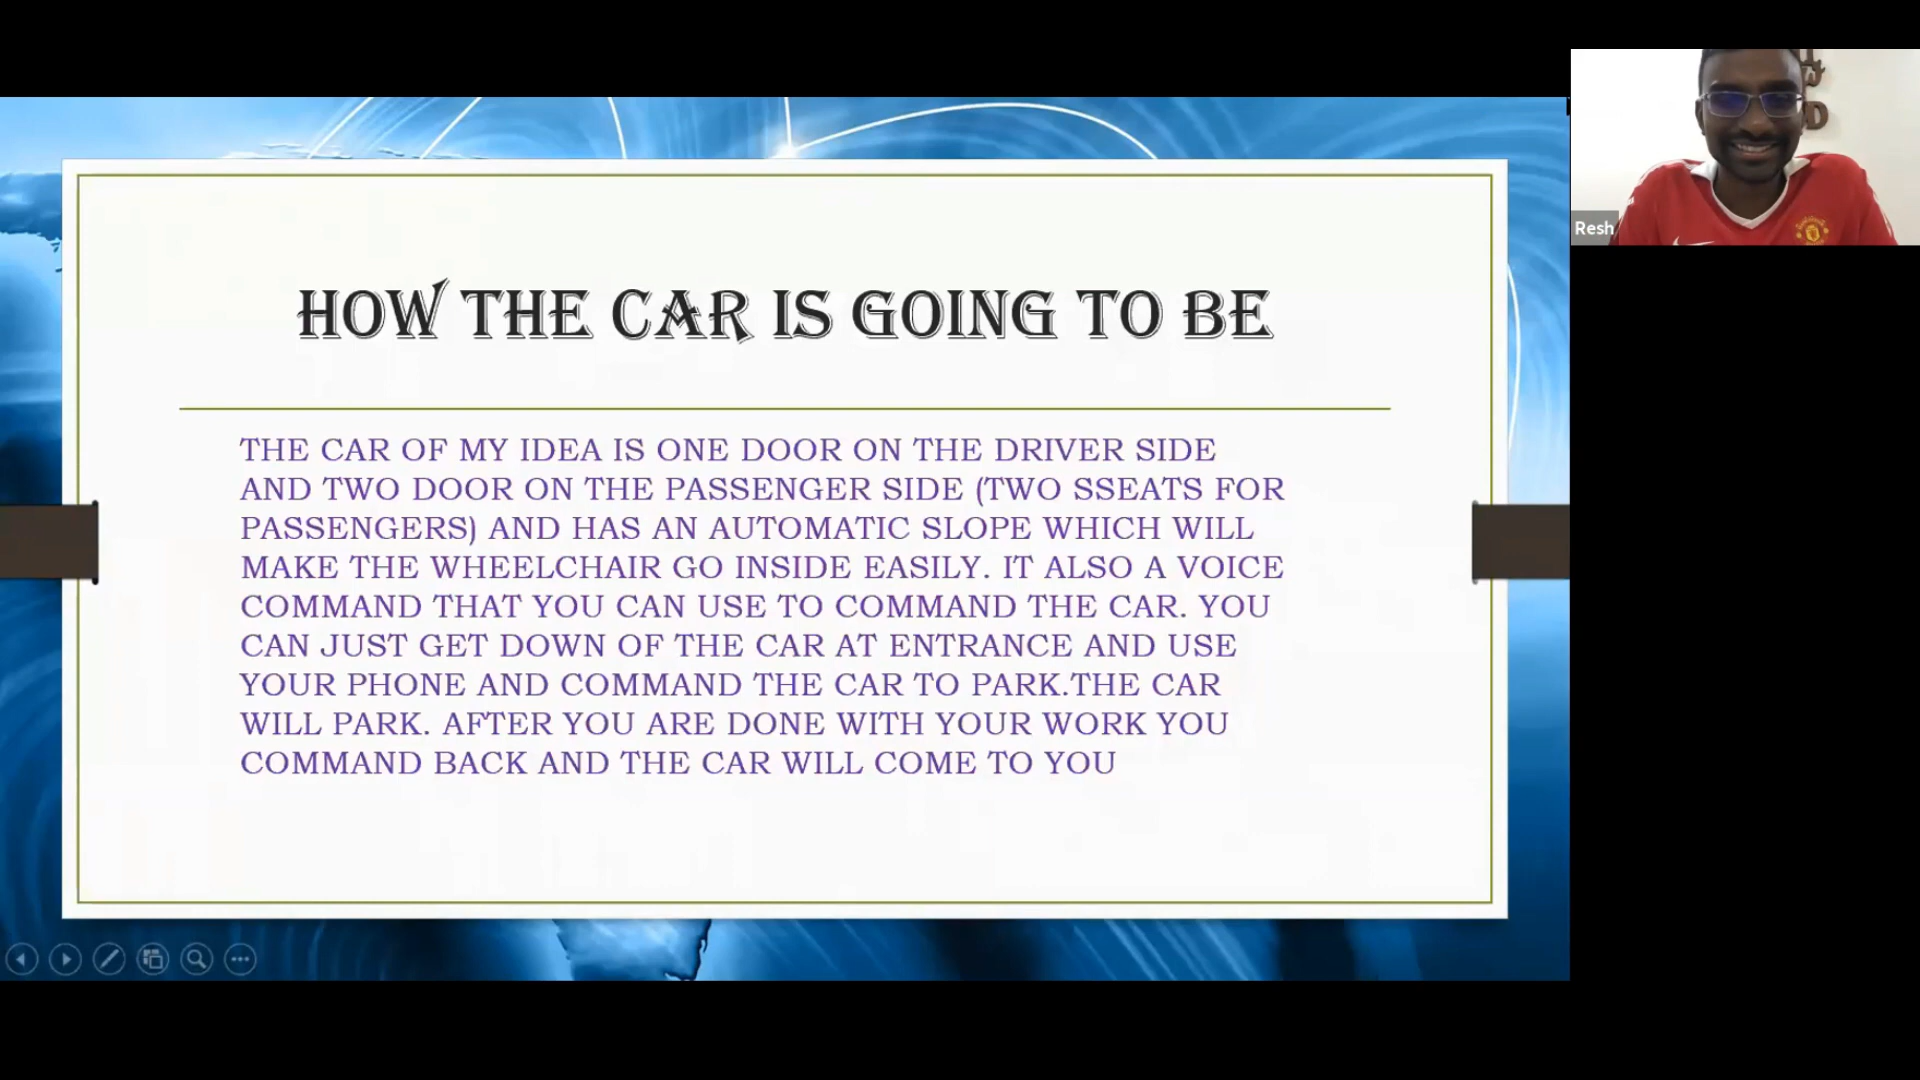 HOW THE CAR IS GOING TO BE
THE CAR OF MY IDEA IS ONE DOOR ON THE DRIVER SIDE
AND TWO DOOR ON THE PASSENGER SIDE (TWO SSEATS FOR
PASSENGERS) AND HAS AN AUTOMATIC SLOPE WHICH WILL
MAKE THE WHEELCHAIR GO INSIDE EASILY. IT ALSO A VOICE
COMMAND THAT YOU CAN USE TO COMMAND THE CAR. YOU
CAN JUST GET DOWN OF THE CAR AT ENTRANCE AND USE
YOUR PHONE AND COMMAND THE CAR TO PARK.THE CAR
WILL PARK. AFTER YOU ARE DONE WITH YOUR WORK YOU
COMMAND BACK AND THE CAR WILL COME TO YOU
Resh